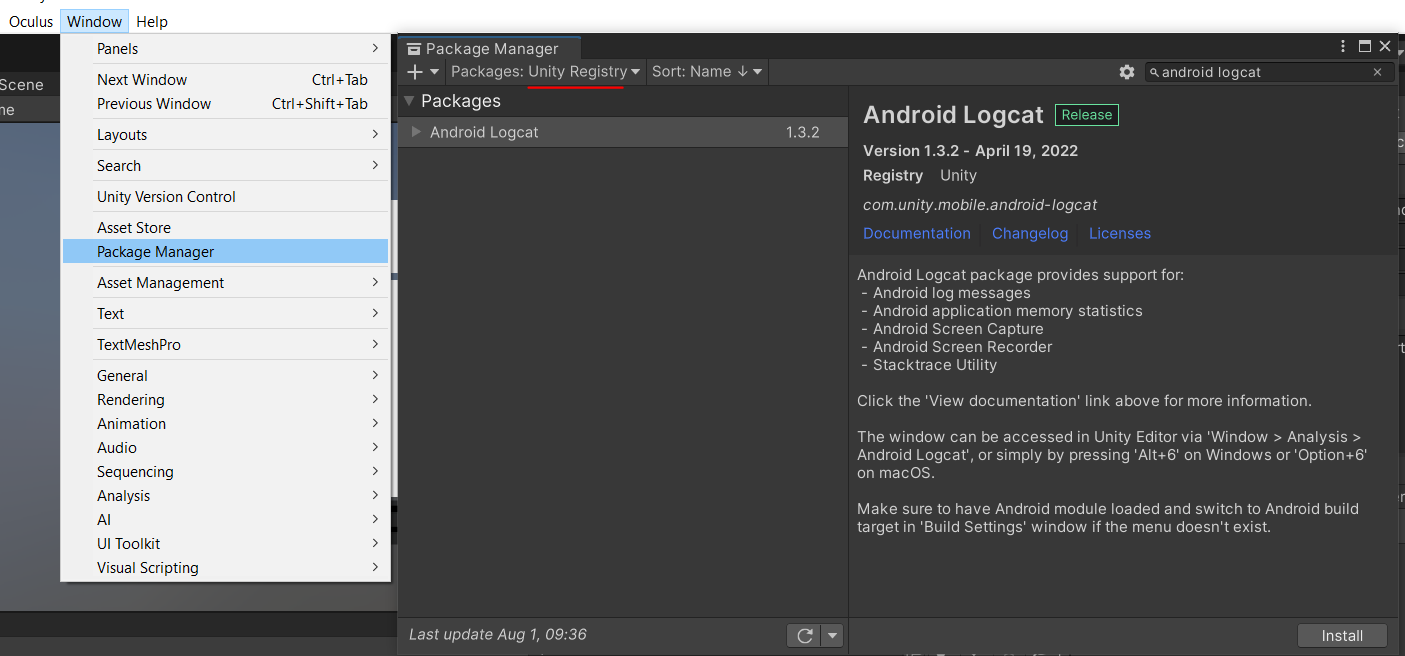 Oculus Window Help
Scene
me
Panels
Next Window Ctrl+Tab
Previous Window Ctrl+Shift+Tab
Layouts
Search
Unity Version Control
Asset Store
Package Manager
Asset Management
Text
TextMeshPro
General
Rendering
Animation
Audio
Sequencing
Analysis
AI
UI Toolkit
Visual Scripting
Package Manager
Packages: Unity Registry Sort: Name ↓ android logcat
Packages
Android Logcat 1.3.2
Last update Aug 1, 09:36
Android Logcat Release
Version 1.3.2 - April 19, 2022
Registry Unity
com.unity.mobile.android-logcat
Documentation Changelog Licenses
Android Logcat package provides support for:
- Android log messages
- Android application memory statistics
- Android Screen Capture
- Android Screen Recorder
- Stacktrace Utility
Click the 'View documentation' link above for more information.
The window can be accessed in Unity Editor via 'Window > Analysis >
Android Logcat', or simply by pressing 'Alt+6' on Windows or 'Option+6'
on macOS.
Make sure to have Android module loaded and switch to Android build
target in 'Build Settings' window if the menu doesn't exist.
Install